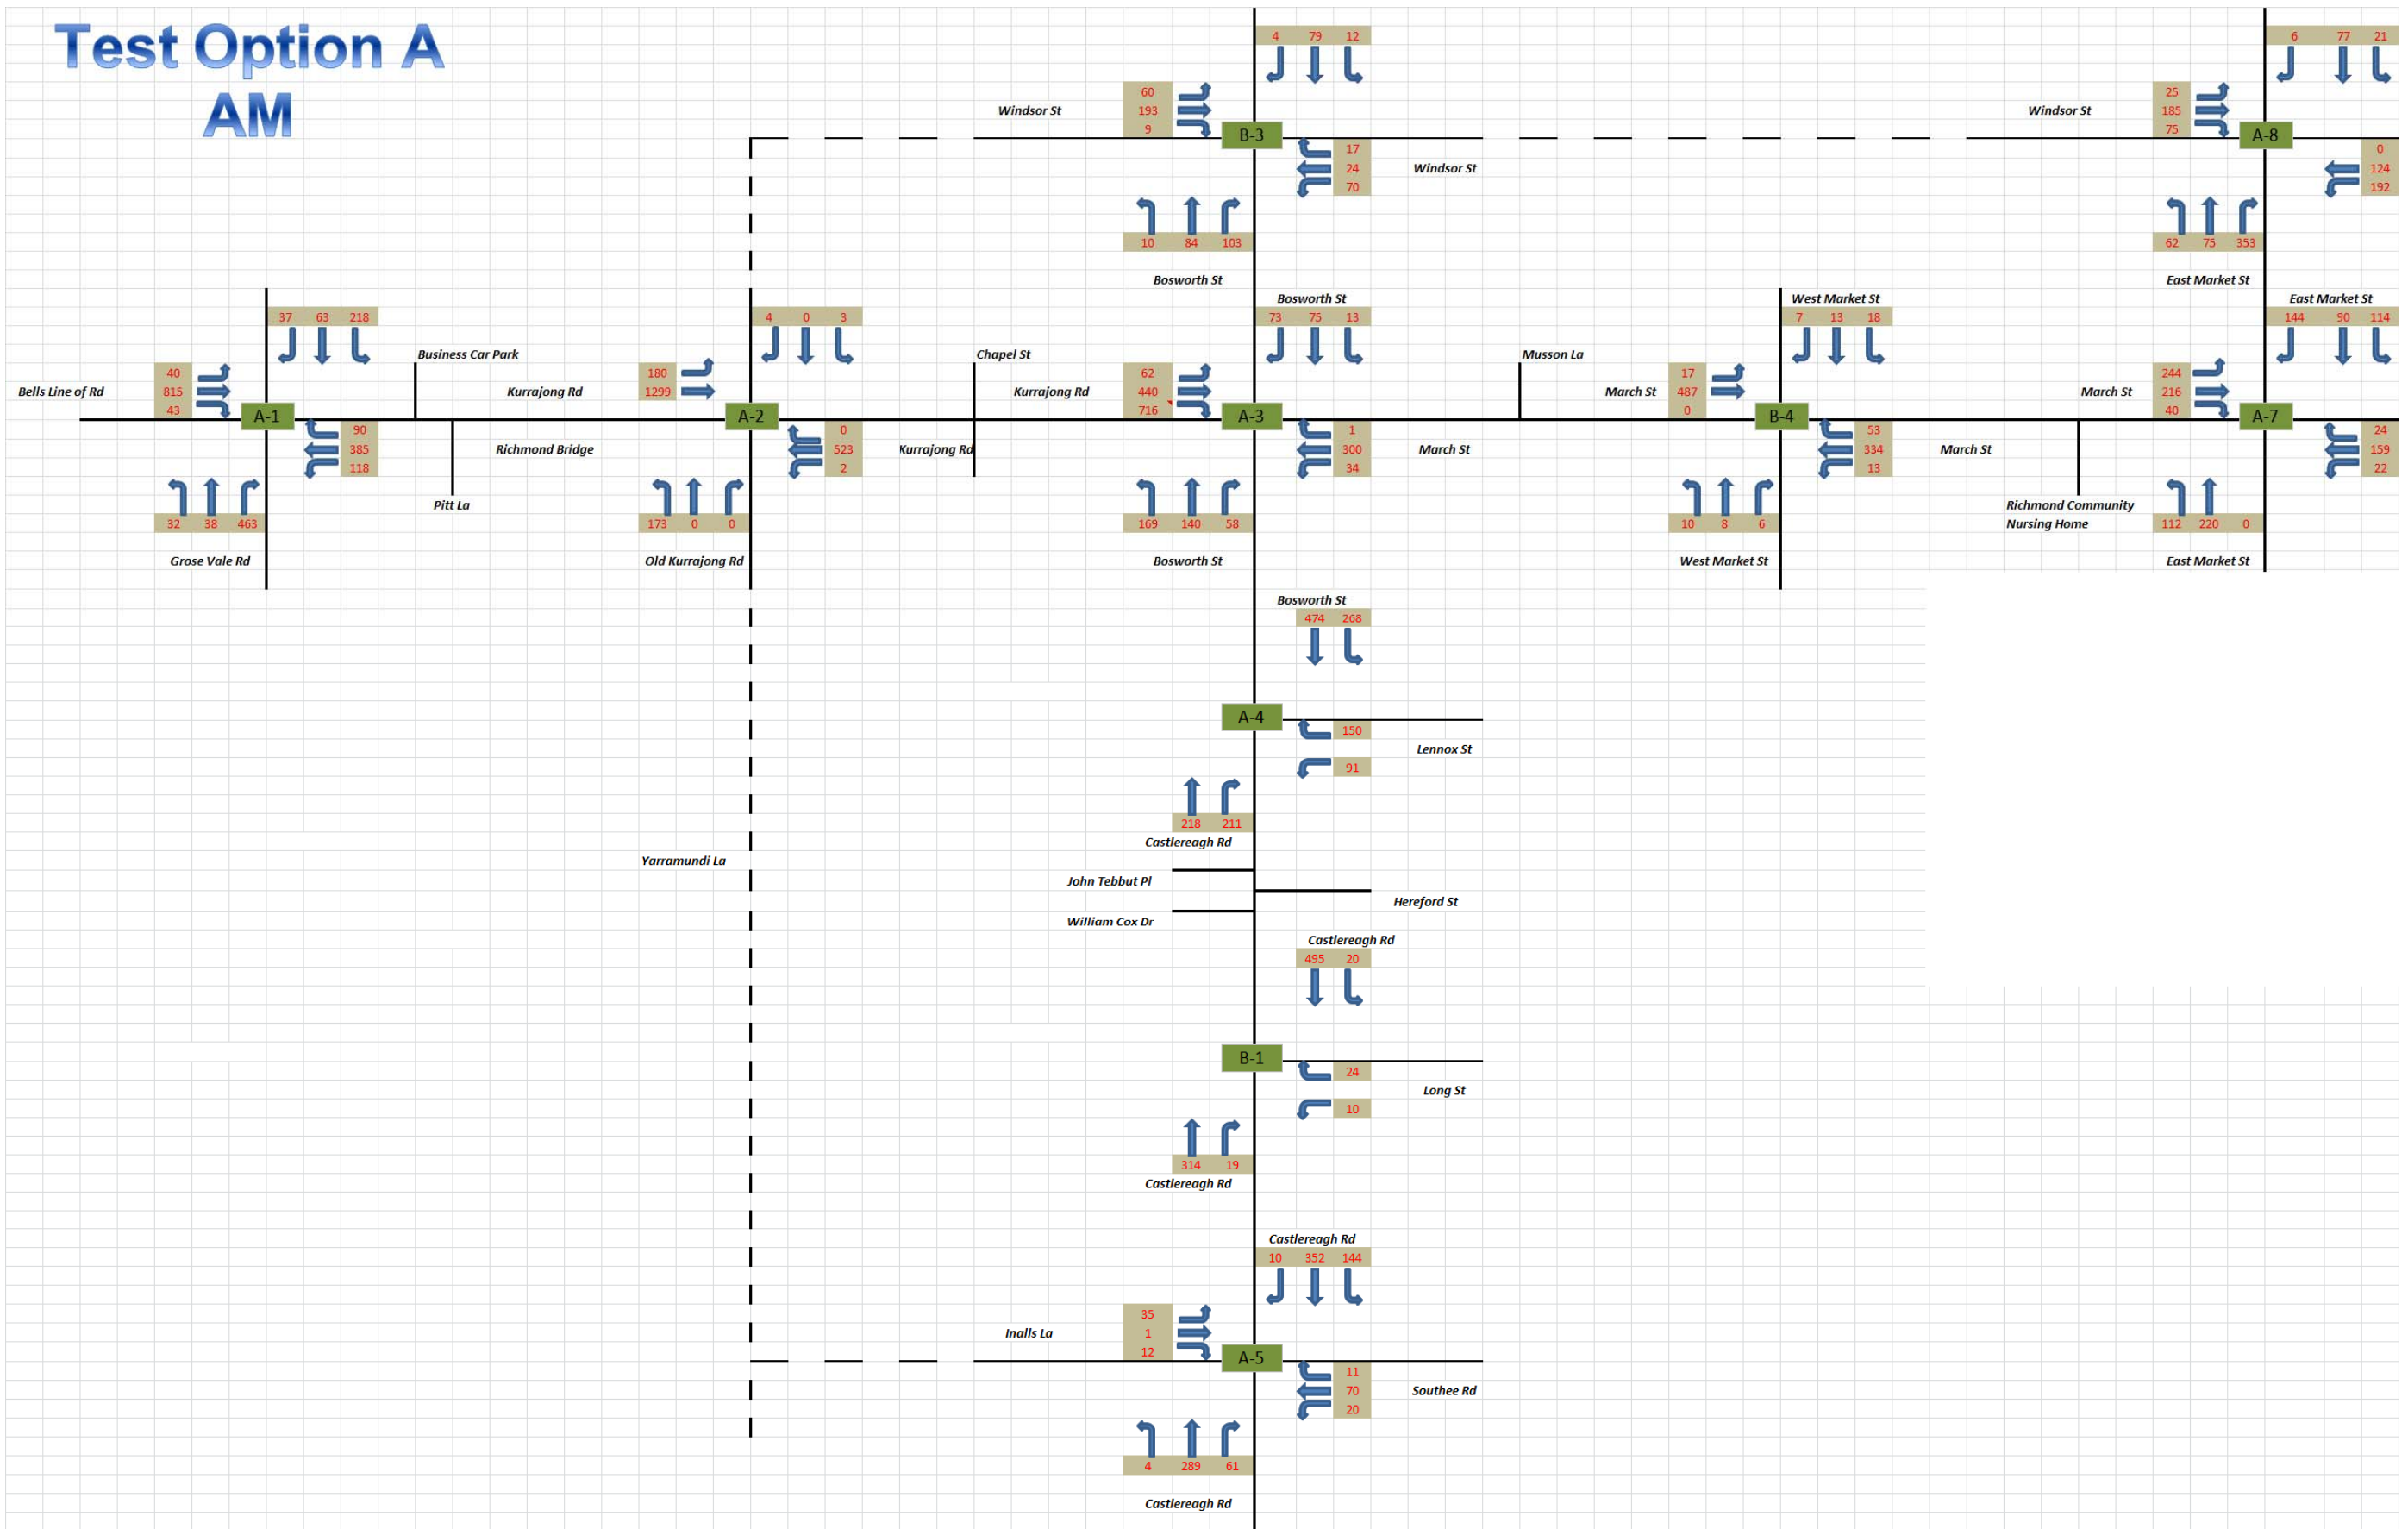 Test Option A
AM
4 79 12
6 77 21
Windsor St
60
193
9
B-3
17
24
70
Windsor St
10 84 103
Bosworth St
Windsor St
25
185
75
A-8
0
124
192
62 75 353
East Market St
37 63 218
Bells Line of Rd
40
815
43
A-1
90
385
118
32 38 463
Grose Vale Rd
Business Car Park
Pitt La
Kurrajong Rd
Richmond Bridge
4 0 3
180
1299
A-2
0
523
2
173 0 0
Old Kurrajong Rd
Chapel St
Kurrajong Rd
Kurrajong Rd
Bosworth St
73 75 13
62
440
716
A-3
1
300
34
March St
169 140 58
Bosworth St
Musson La
West Market St
7 13 18
March St
17
487
0
B-4
53
334
13
March St
10 8 6
West Market St
Richmond Community
Nursing Home
East Market St
144 90 114
March St
244
216
40
A-7
24
159
22
112 220 0
East Market St
Bosworth St
474 268
A-4
150
Lennox St
91
218 211
Castlereagh Rd
Yarramundi La
John Tebbut Pl
Hereford St
William Cox Dr
Castlereagh Rd
495 20
B-1
24
Long St
10
314 19
Castlereagh Rd
Castlereagh Rd
10 352 144
Inalls La
35
1
12
A-5
11
70
20
Southee Rd
4 289 61
Castlereagh Rd